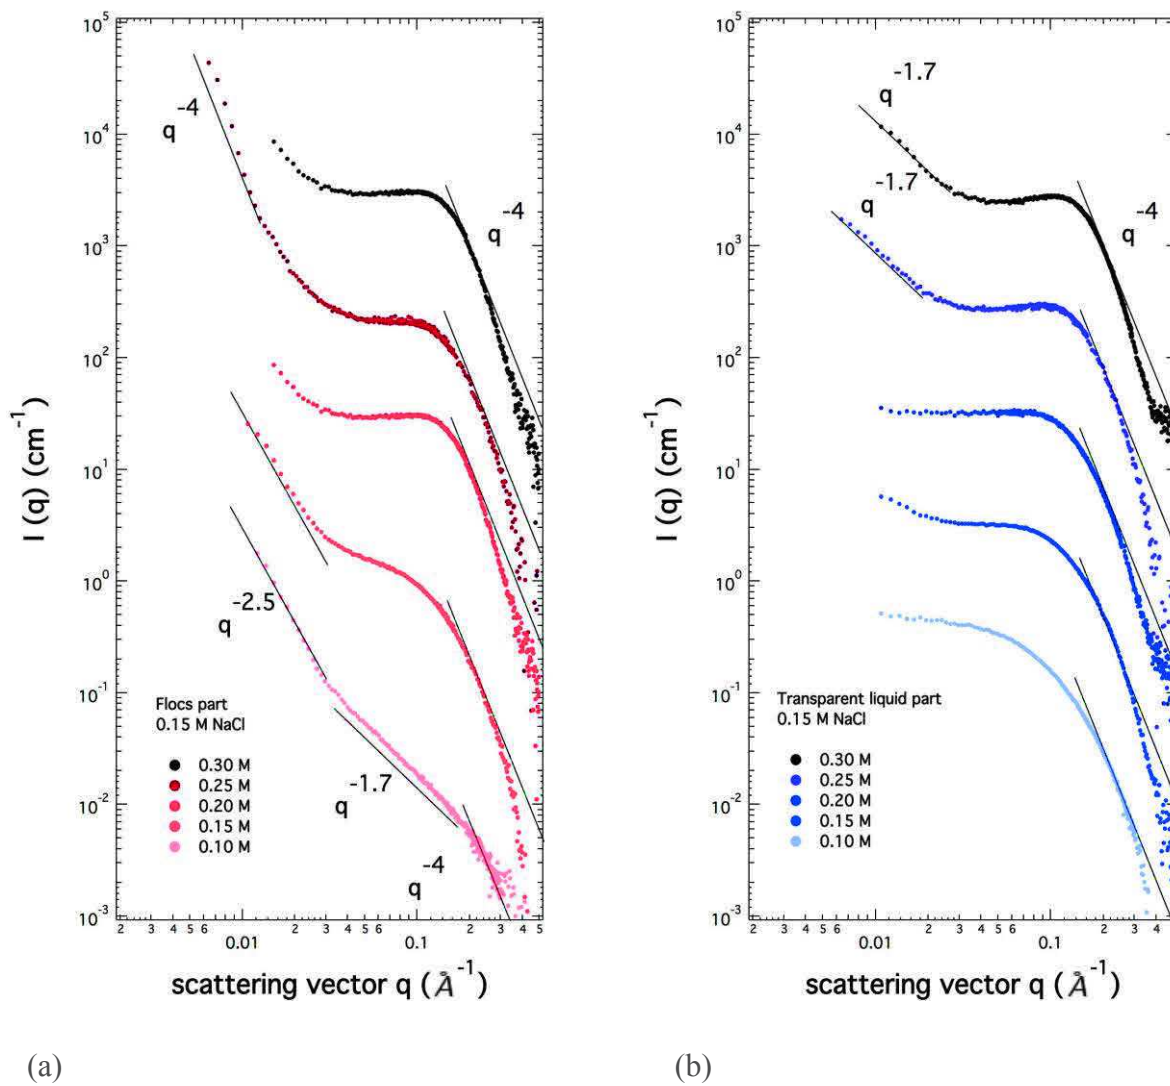 10^5
10^4
10^3
10^2
10^1
10^0
10^-1
10^-2
10^-3
I (q) (cm^-1)
q^-4
q^-4
q^-2.5
q^-1.7
q^-4
Flocs part
0.15 M NaCl
0.30 M
0.25 M
0.20 M
0.15 M
0.10 M
2 3 4 5 6 0.01 2 3 4 5 6 0.1 2 3 4 5
scattering vector q (Å^-1)
(a)
10^5
10^4
10^3
10^2
10^1
10^0
10^-1
10^-2
10^-3
I (q) (cm^-1)
q^-1.7
q^-1.7
q^-4
Transparent liquid part
0.15 M NaCl
0.30 M
0.25 M
0.20 M
0.15 M
0.10 M
2 3 4 5 6 0.01 2 3 4 5 6 0.1 2 3 4
scattering vector q (Å^-1)
(b)